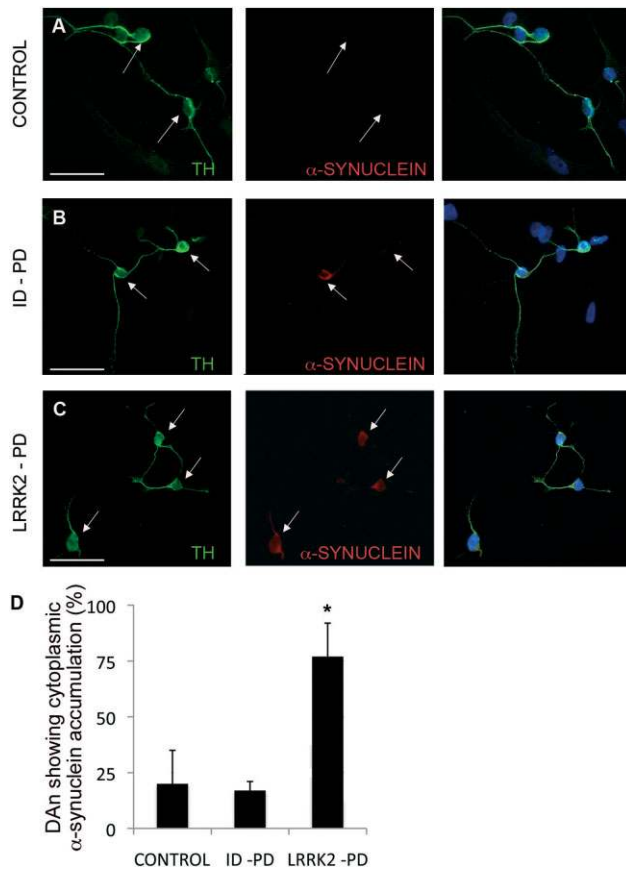 CONTROL
A
TH
α-SYNUCLEIN
ID - PD
B
TH
α-SYNUCLEIN
LRRK2 - PD
C
TH
α-SYNUCLEIN
D
DAn showing cytoplasmic
α-synuclein accumulation (%)
100
75
50
25
0
*
CONTROL
ID -PD
LRRK2 -PD